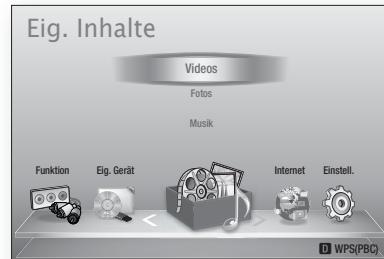 Eig. Inhalte
Videos
Fotos
Musik
Funktion Eig. Gerät Internet Einstell.
D WPS(PBC)